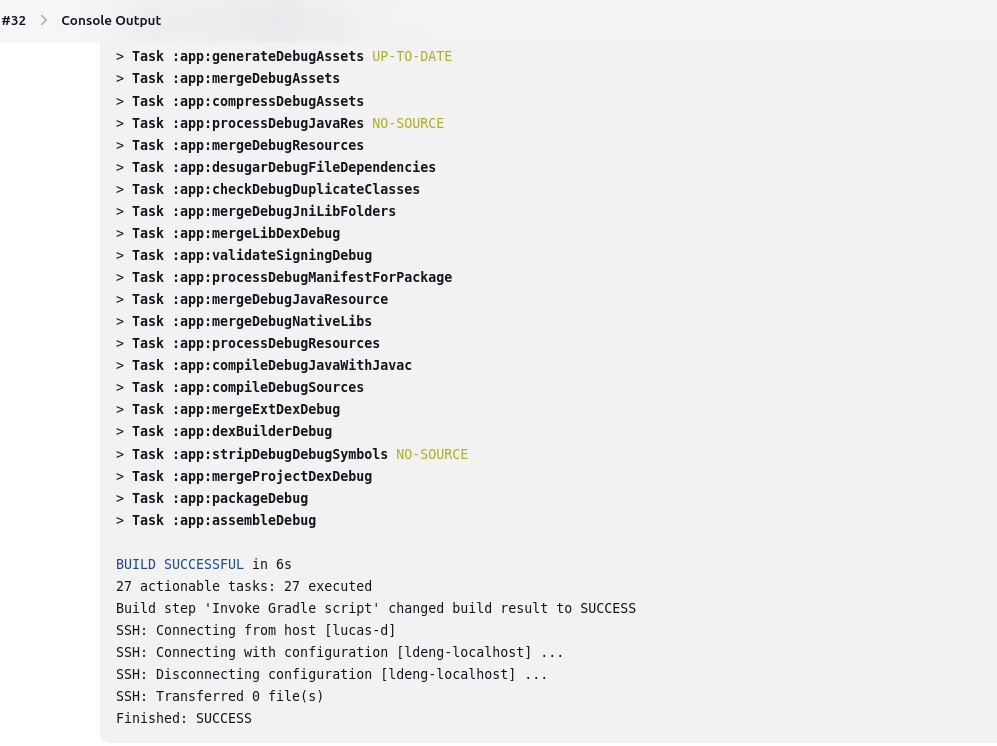 #32 > Console Output
> Task :app:generateDebugAssets UP-TO-DATE
> Task :app:mergeDebugAssets
> Task :app:compressDebugAssets
> Task :app:processDebugJavaRes NO-SOURCE
> Task :app:mergeDebugResources
> Task :app:desugarDebugFileDependencies
> Task :app:checkDebugDuplicateClasses
> Task :app:mergeDebugJniLibFolders
> Task :app:mergeLibDexDebug
> Task :app:validateSigningDebug
> Task :app:processDebugManifestForPackage
> Task :app:mergeDebugJavaResource
> Task :app:mergeDebugNativeLibs
> Task :app:processDebugResources
> Task :app:compileDebugJavaWithJavac
> Task :app:compileDebugSources
> Task :app:mergeExtDexDebug
> Task :app:dexBuilderDebug
> Task :app:stripDebugDebugSymbols NO-SOURCE
> Task :app:mergeProjectDexDebug
> Task :app:packageDebug
> Task :app:assembleDebug
BUILD SUCCESSFUL in 6s
27 actionable tasks: 27 executed
Build step 'Invoke Gradle script' changed build result to SUCCESS
SSH: Connecting from host [lucas-d]
SSH: Connecting with configuration [ldeng-localhost] ...
SSH: Disconnecting configuration [ldeng-localhost] ...
SSH: Transferred 0 file(s)
Finished: SUCCESS